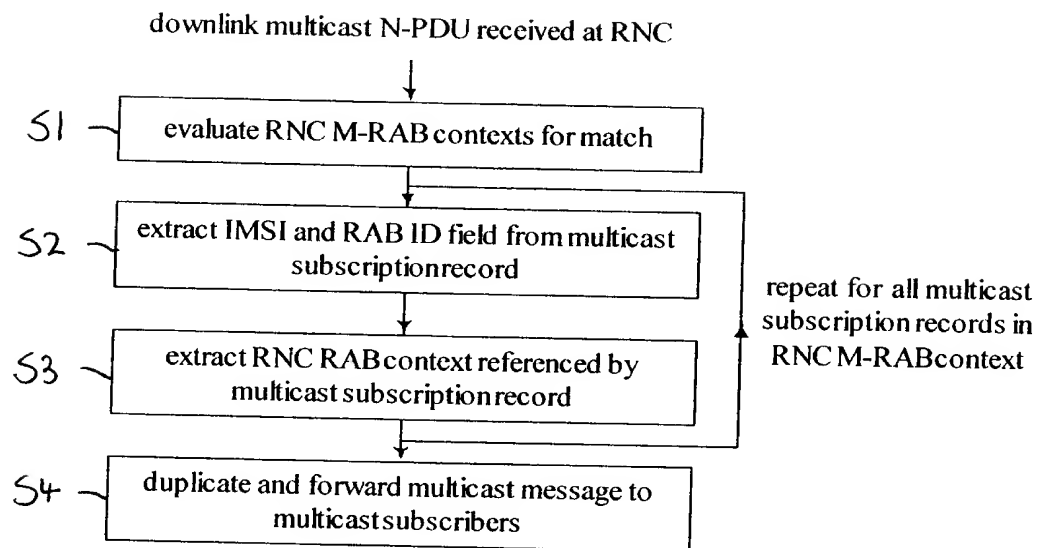 downlink multicast N-PDU received at RNC
S1
evaluate RNC M-RAB contexts for match
S2
extract IMSI and RAB ID field from multicast
subscription record
repeat for all multicast
subscription records in
RNC M-RAB context
S3
extract RNC RAB context referenced by
multicast subscription record
S4
duplicate and forward multicast message to
multicast subscribers